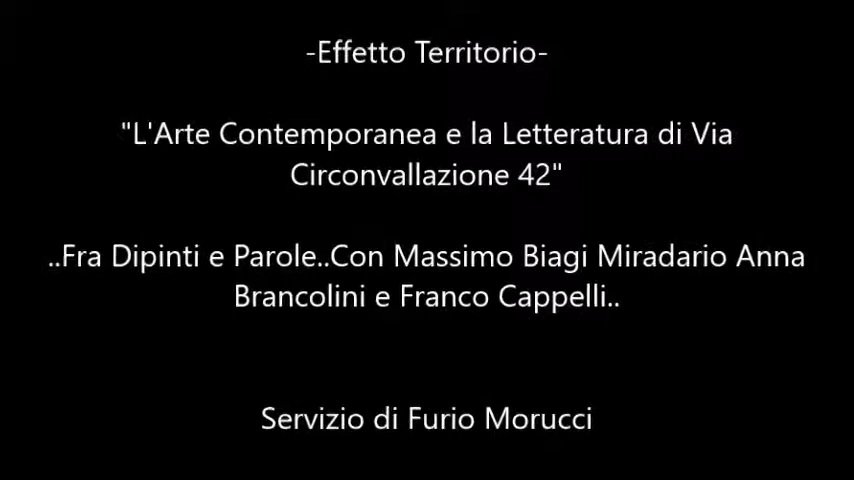 -Effetto Territorio-
"L'Arte Contemporanea e la Letteratura di Via
Circonvallazione 42"
..Fra Dipinti e Parole..Con Massimo Biagi Miradario Anna
Brancolini e Franco Cappelli..
Servizio di Furio Morucci